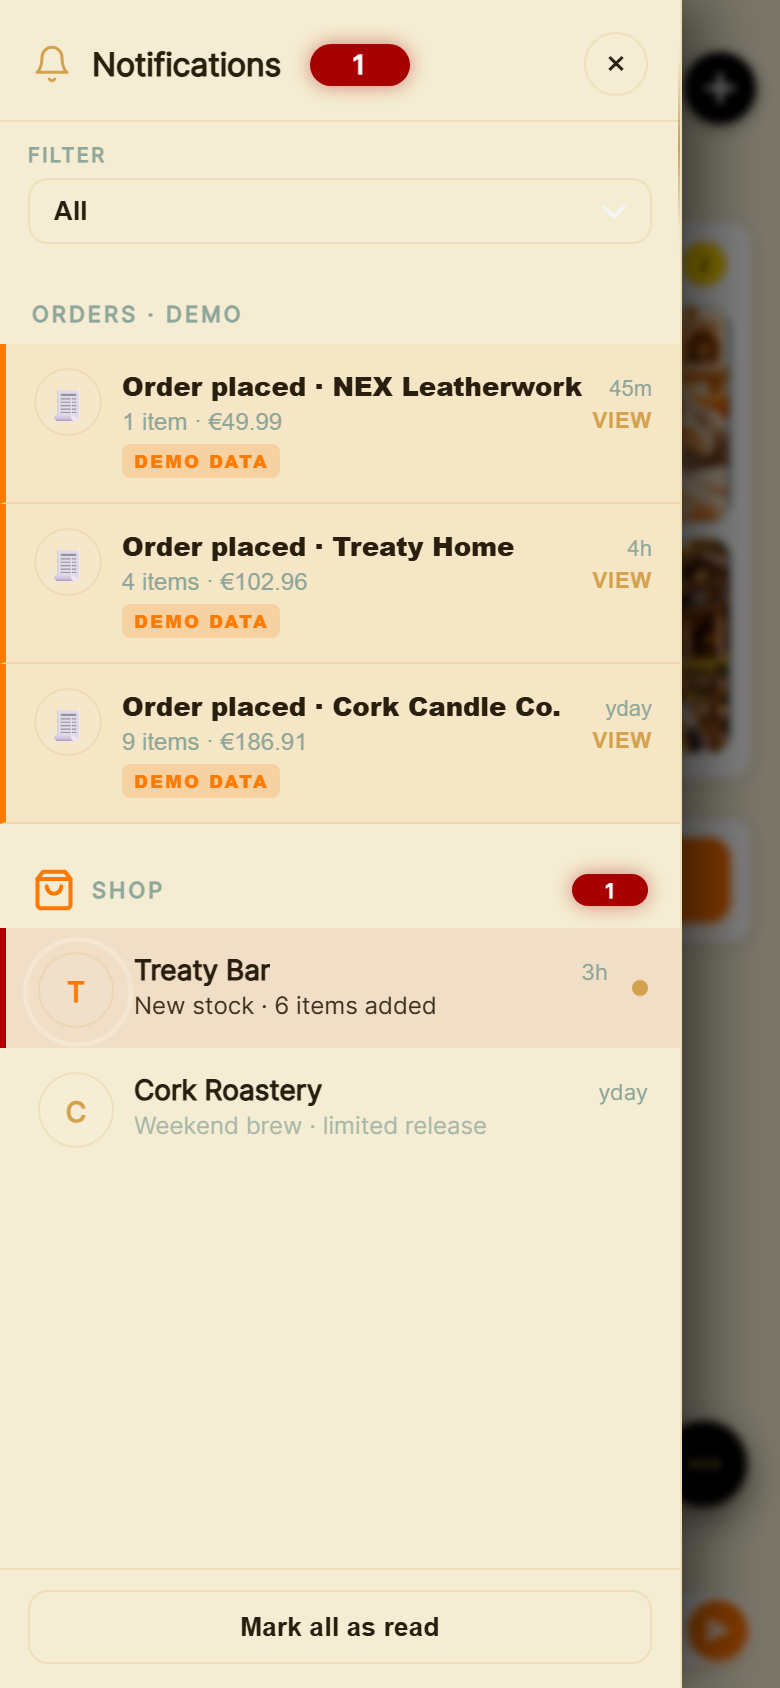 Notifications 1 ✕
FILTER
All
ORDERS · DEMO
Order placed · NEX Leatherwork 45m
1 item · €49.99 VIEW
DEMO DATA
Order placed · Treaty Home 4h
4 items · €102.96 VIEW
DEMO DATA
Order placed · Cork Candle Co. yday
9 items · €186.91 VIEW
DEMO DATA
SHOP 1
T Treaty Bar 3h
New stock · 6 items added
C Cork Roastery yday
Weekend brew · limited release
Mark all as read